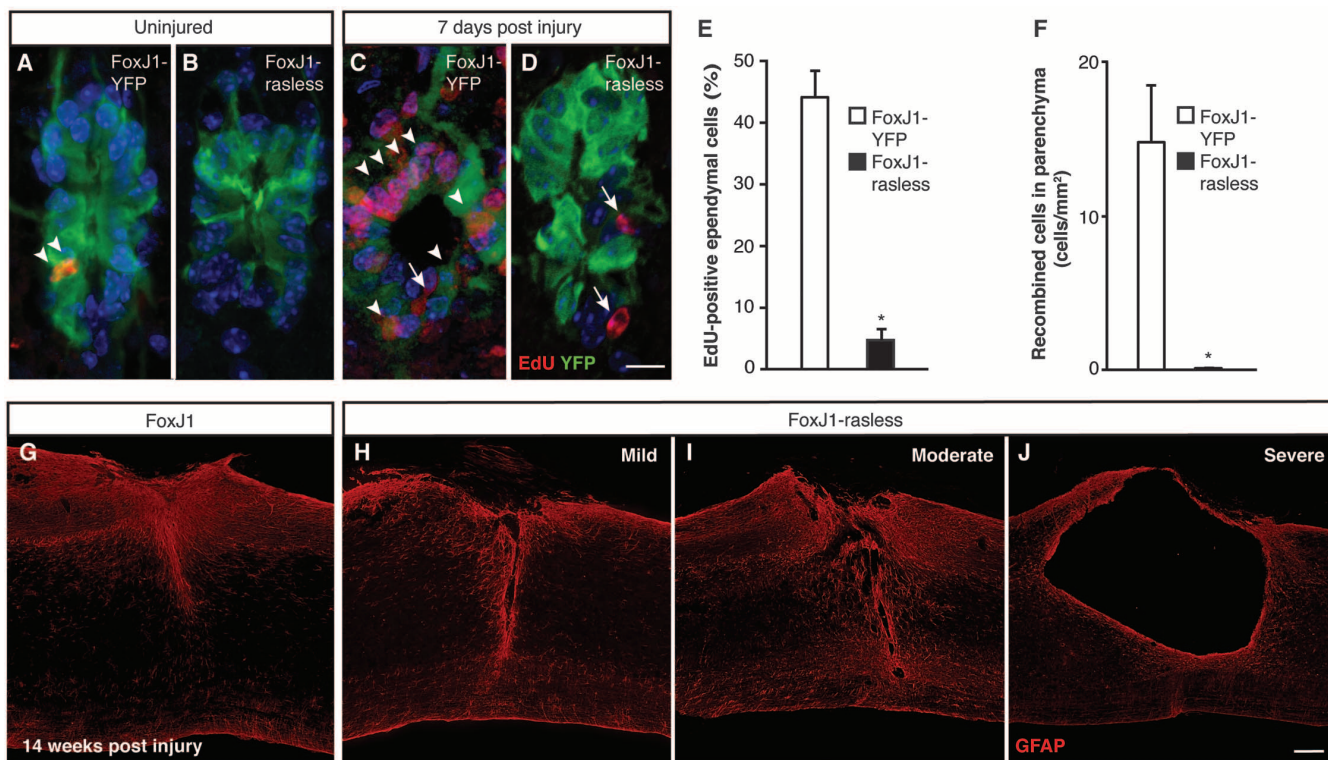 Uninjured
7 days post injury
A
FoxJ1-
YFP
B
FoxJ1-
rasless
C
FoxJ1-
YFP
D
FoxJ1-
rasless
EdU YFP
E
EdU-positive ependymal cells (%)
50
40
30
20
10
0
*
FoxJ1-
YFP
FoxJ1-
rasless
F
Recombined cells in parenchyma
(cells/mm²)
20
10
0
*
FoxJ1-
YFP
FoxJ1-
rasless
FoxJ1
FoxJ1-rasless
G
14 weeks post injury
H
Mild
I
Moderate
J
Severe
GFAP